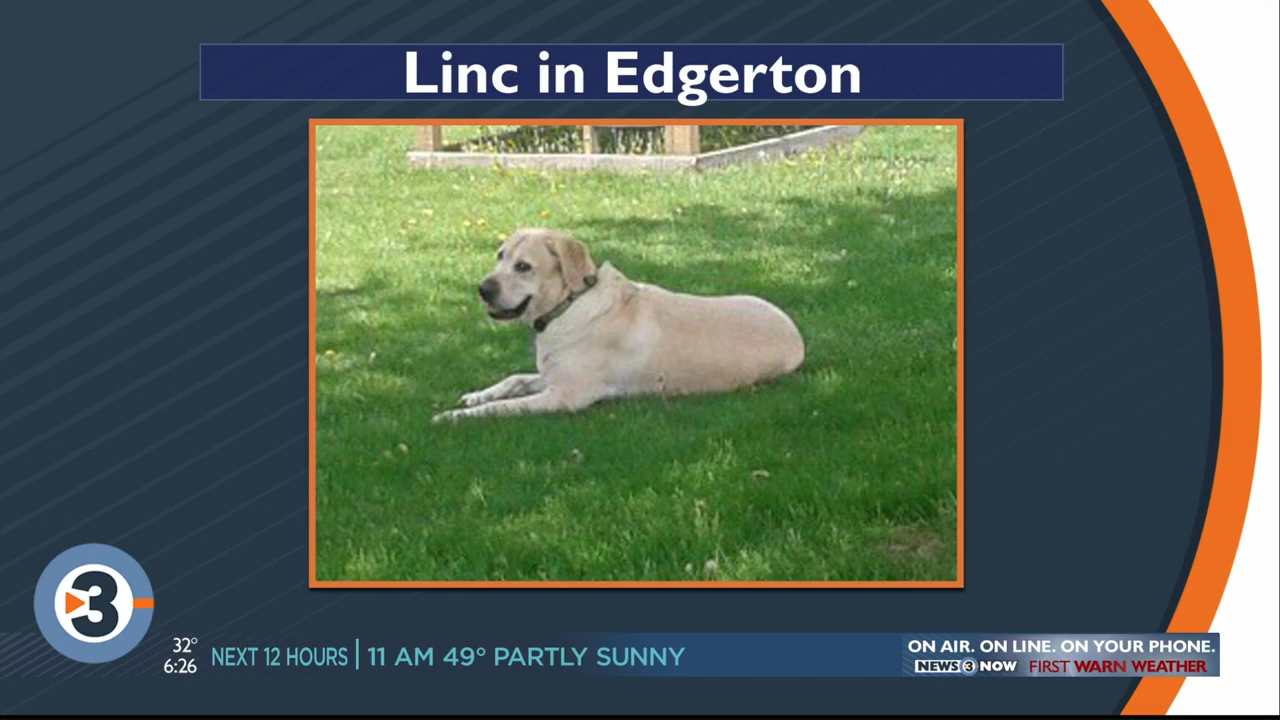 Linc in Edgerton
3
32°
6:26
NEXT 12 HOURS | 11 AM 49° PARTLY SUNNY
ON AIR. ON LINE. ON YOUR PHONE.
NEWS 3 NOW FIRST WARN WEATHER